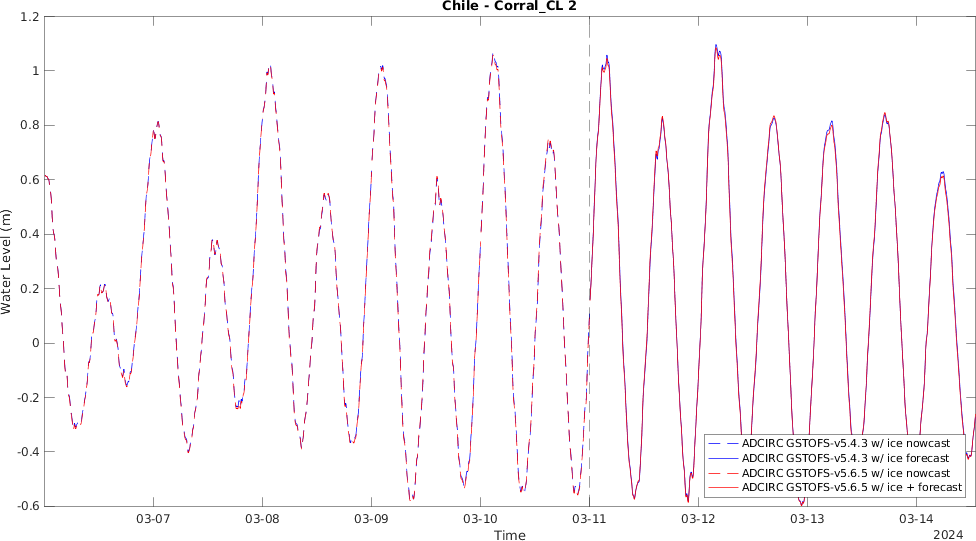 Chile - Corral_CL 2
Water Level (m)
1.2
1
0.8
0.6
0.4
0.2
0
-0.2
-0.4
-0.6
ADCIRC GSTOFS-v5.4.3 w/ ice nowcast
ADCIRC GSTOFS-v5.4.3 w/ ice forecast
ADCIRC GSTOFS-v5.6.5 w/ ice nowcast
ADCIRC GSTOFS-v5.6.5 w/ ice + forecast
03-07 03-08 03-09 03-10 03-11 03-12 03-13 03-14
Time
2024